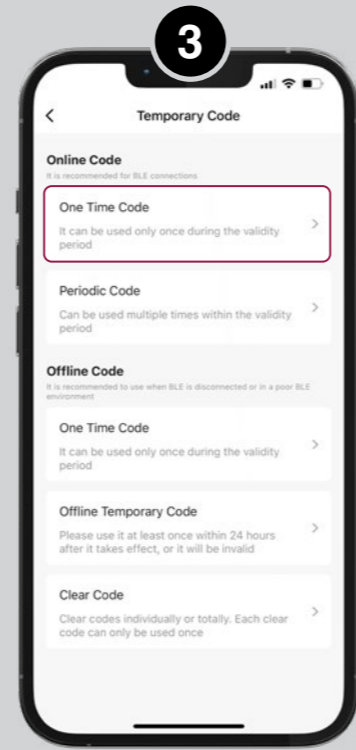 3
Temporary Code
Online Code
It is recommended for BLE connections
One Time Code
It can be used only once during the validity
period
Periodic Code
Can be used multiple times within the validity
period
Offline Code
It is recommended to use when BLE is disconnected or in a poor BLE
environment
One Time Code
It can be used only once during the validity
period
Offline Temporary Code
Please use it at least once within 24 hours
after it takes effect, or it will be invalid
Clear Code
Clear codes individually or totally. Each clear
code can only be used once